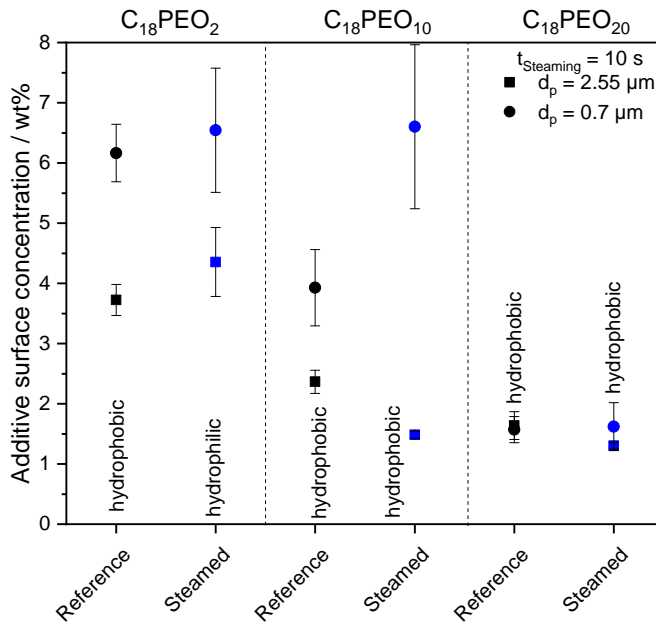 C18PEO2 C18PEO10 C18PEO20
8
7
6
5
4
3
2
1
0
Additive surface concentration / wt%
tSteaming = 10 s
dp = 2.55 µm
dp = 0.7 µm
hydrophobic
hydrophilic
hydrophobic
hydrophobic
hydrophobic
hydrophobic
Reference
Steamed
Reference
Steamed
Reference
Steamed